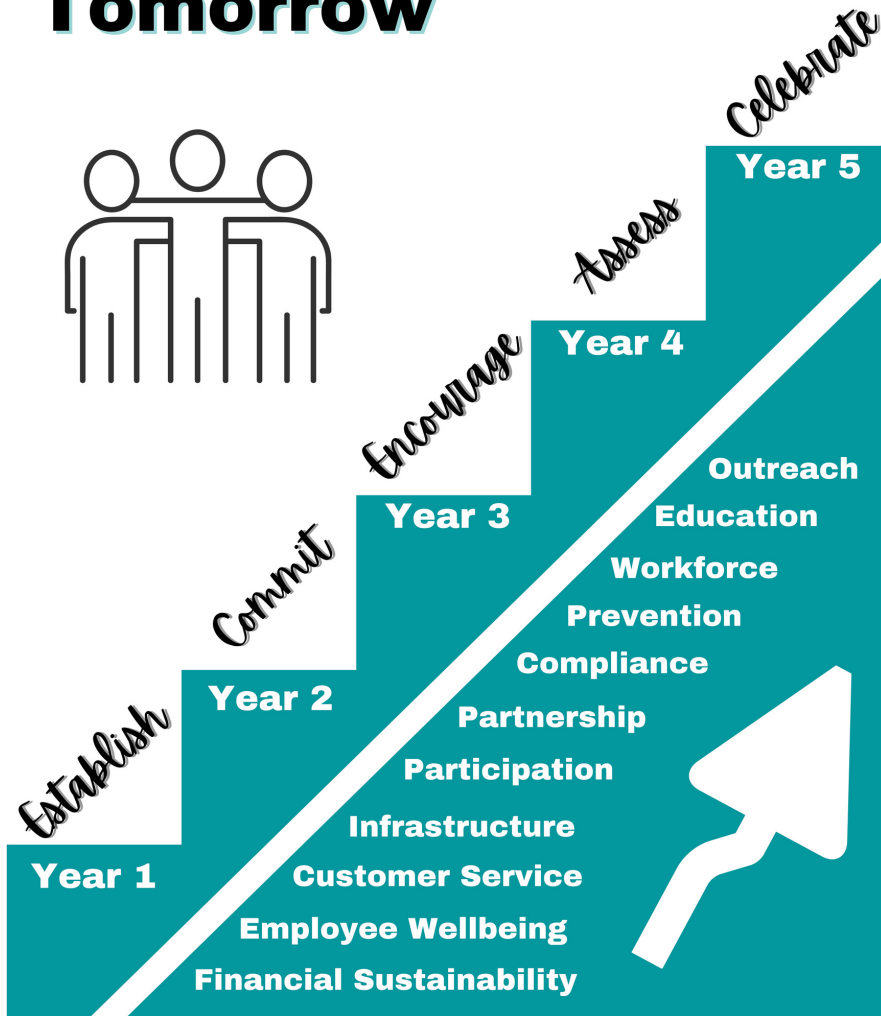 Tomorrow
Celebrate
Year 5
Assess
Year 4
Encourage
Year 3
Commit
Year 2
Establish
Year 1
Outreach
Education
Workforce
Prevention
Compliance
Partnership
Participation
Infrastructure
Customer Service
Employee Wellbeing
Financial Sustainability